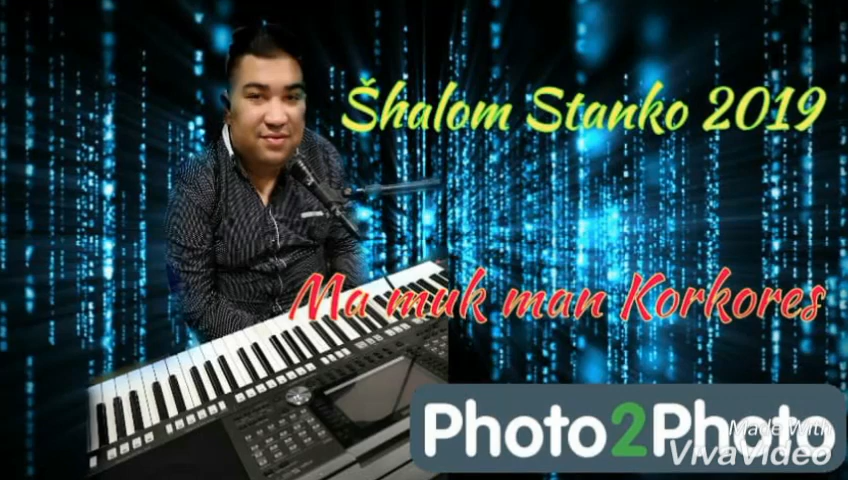 Šhalom Stanko 2019
Ma muk man Korkores
Photo2Photo
Made With
VivaVideo